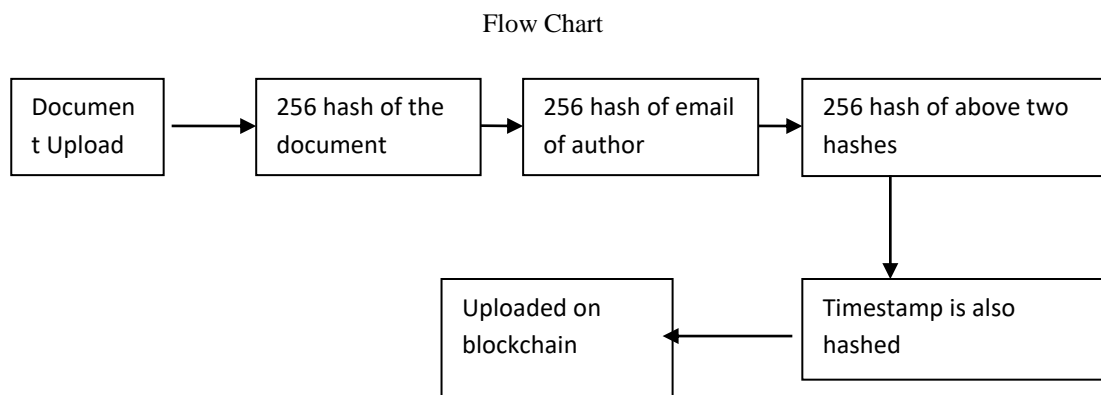 Flow Chart
Documen
t Upload
256 hash of the
document
256 hash of email
of author
256 hash of above two
hashes
Timestamp is also
hashed
Uploaded on
blockchain